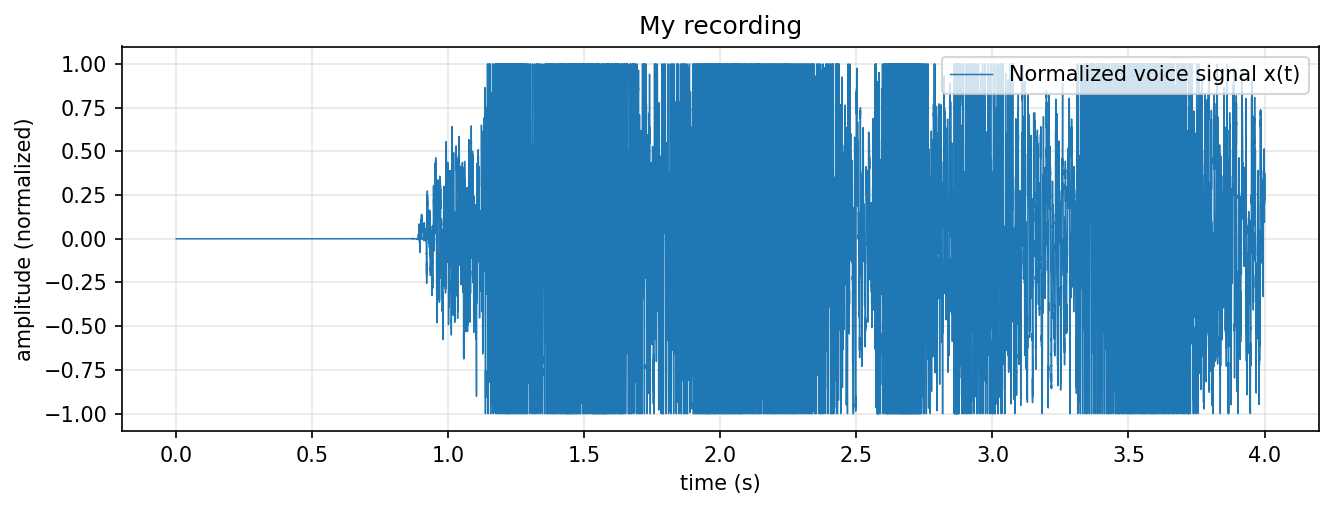 My recording
Normalized voice signal x(t)
amplitude (normalized)
1.00
0.75
0.50
0.25
0.00
−0.25
−0.50
−0.75
−1.00
0.0 0.5 1.0 1.5 2.0 2.5 3.0 3.5 4.0
time (s)